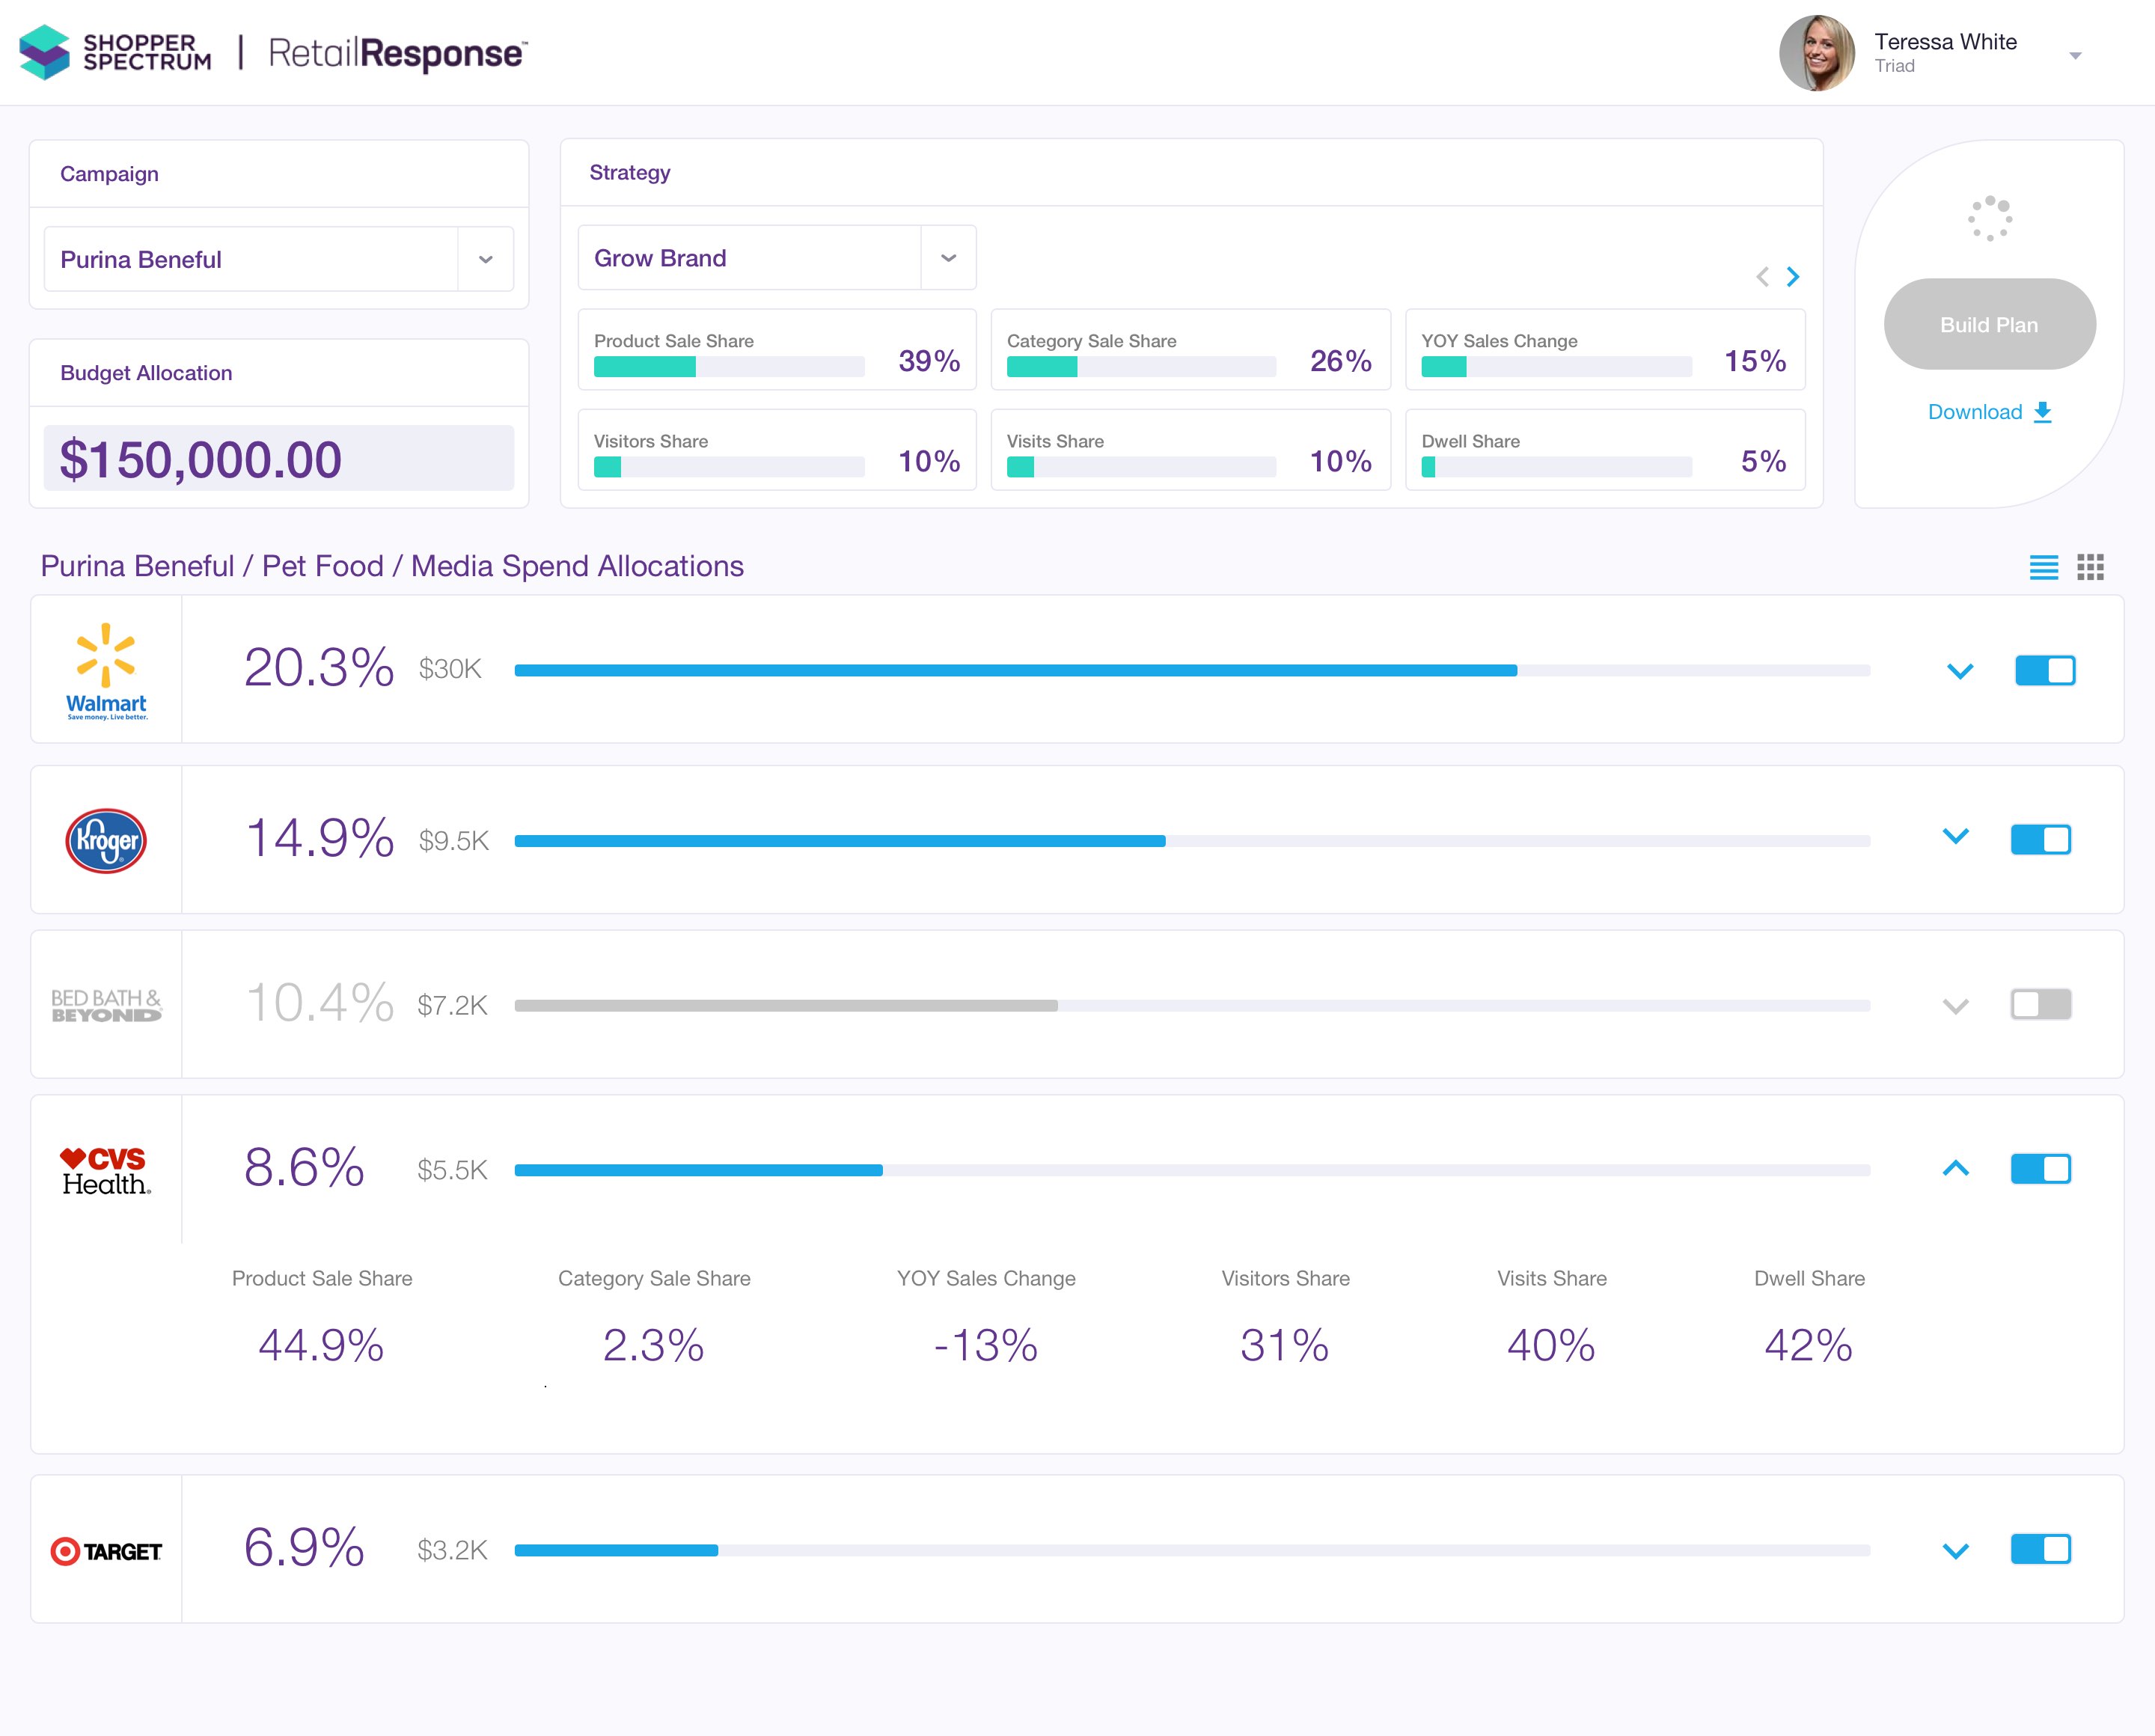 SHOPPER
SPECTRUM
RetailResponse™
Teressa White
Triad
Campaign
Purina Beneful
Budget Allocation
$150,000.00
Strategy
Grow Brand
Product Sale Share
39%
Category Sale Share
26%
YOY Sales Change
15%
Visitors Share
10%
Visits Share
10%
Dwell Share
5%
Build Plan
Download
Purina Beneful / Pet Food / Media Spend Allocations
Walmart
Save money. Live better.
20.3% $30K
Kroger
14.9% $9.5K
BED BATH &
BEYOND
10.4% $7.2K
CVS
Health®
8.6% $5.5K
Product Sale Share
44.9%
Category Sale Share
2.3%
YOY Sales Change
-13%
Visitors Share
31%
Visits Share
40%
Dwell Share
42%
TARGET
6.9% $3.2K